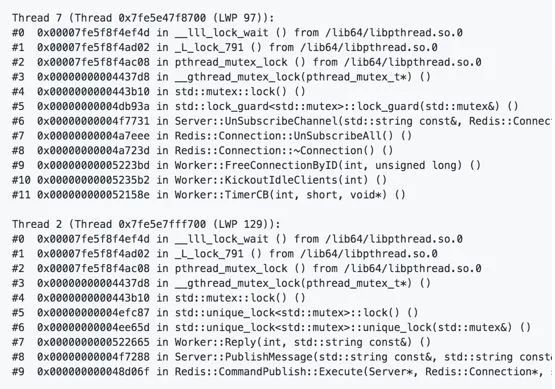 Thread 7 (Thread 0x7fe5e47f8700 (LWP 97)):
#0 0x00007fe5f8f4ef4d in __lll_lock_wait () from /lib64/libpthread.so.0
#1 0x00007fe5f8f4ad02 in _L_lock_791 () from /lib64/libpthread.so.0
#2 0x00007fe5f8f4ac08 in pthread_mutex_lock () from /lib64/libpthread.so.0
#3 0x00000000004437d8 in __gthread_mutex_lock(pthread_mutex_t*) ()
#4 0x0000000000443b10 in std::mutex::lock() ()
#5 0x00000000004db93a in std::lock_guard<std::mutex>::lock_guard(std::mutex&) ()
#6 0x00000000004f7731 in Server::UnSubscribeChannel(std::string const&, Redis::Connec
#7 0x00000000004a7eee in Redis::Connection::UnSubscribeAll() ()
#8 0x00000000004a723d in Redis::Connection::~Connection() ()
#9 0x00000000005223bd in Worker::FreeConnectionByID(int, unsigned long) ()
#10 0x00000000005235b2 in Worker::KickoutIdleClients(int) ()
#11 0x000000000052158e in Worker::TimerCB(int, short, void*) ()
Thread 2 (Thread 0x7fe5e7fff700 (LWP 129)):
#0 0x00007fe5f8f4ef4d in __lll_lock_wait () from /lib64/libpthread.so.0
#1 0x00007fe5f8f4ad02 in _L_lock_791 () from /lib64/libpthread.so.0
#2 0x00007fe5f8f4ac08 in pthread_mutex_lock () from /lib64/libpthread.so.0
#3 0x00000000004437d8 in __gthread_mutex_lock(pthread_mutex_t*) ()
#4 0x0000000000443b10 in std::mutex::lock() ()
#5 0x00000000004efc87 in std::unique_lock<std::mutex>::lock() ()
#6 0x00000000004ee65d in std::unique_lock<std::mutex>::unique_lock(std::mutex&) ()
#7 0x0000000000522665 in Worker::Reply(int, std::string const&) ()
#8 0x00000000004f7288 in Server::PublishMessage(std::string const&, std::string const
#9 0x000000000048d06f in Redis::CommandPublish::Execute(Server*, Redis::Connection*,